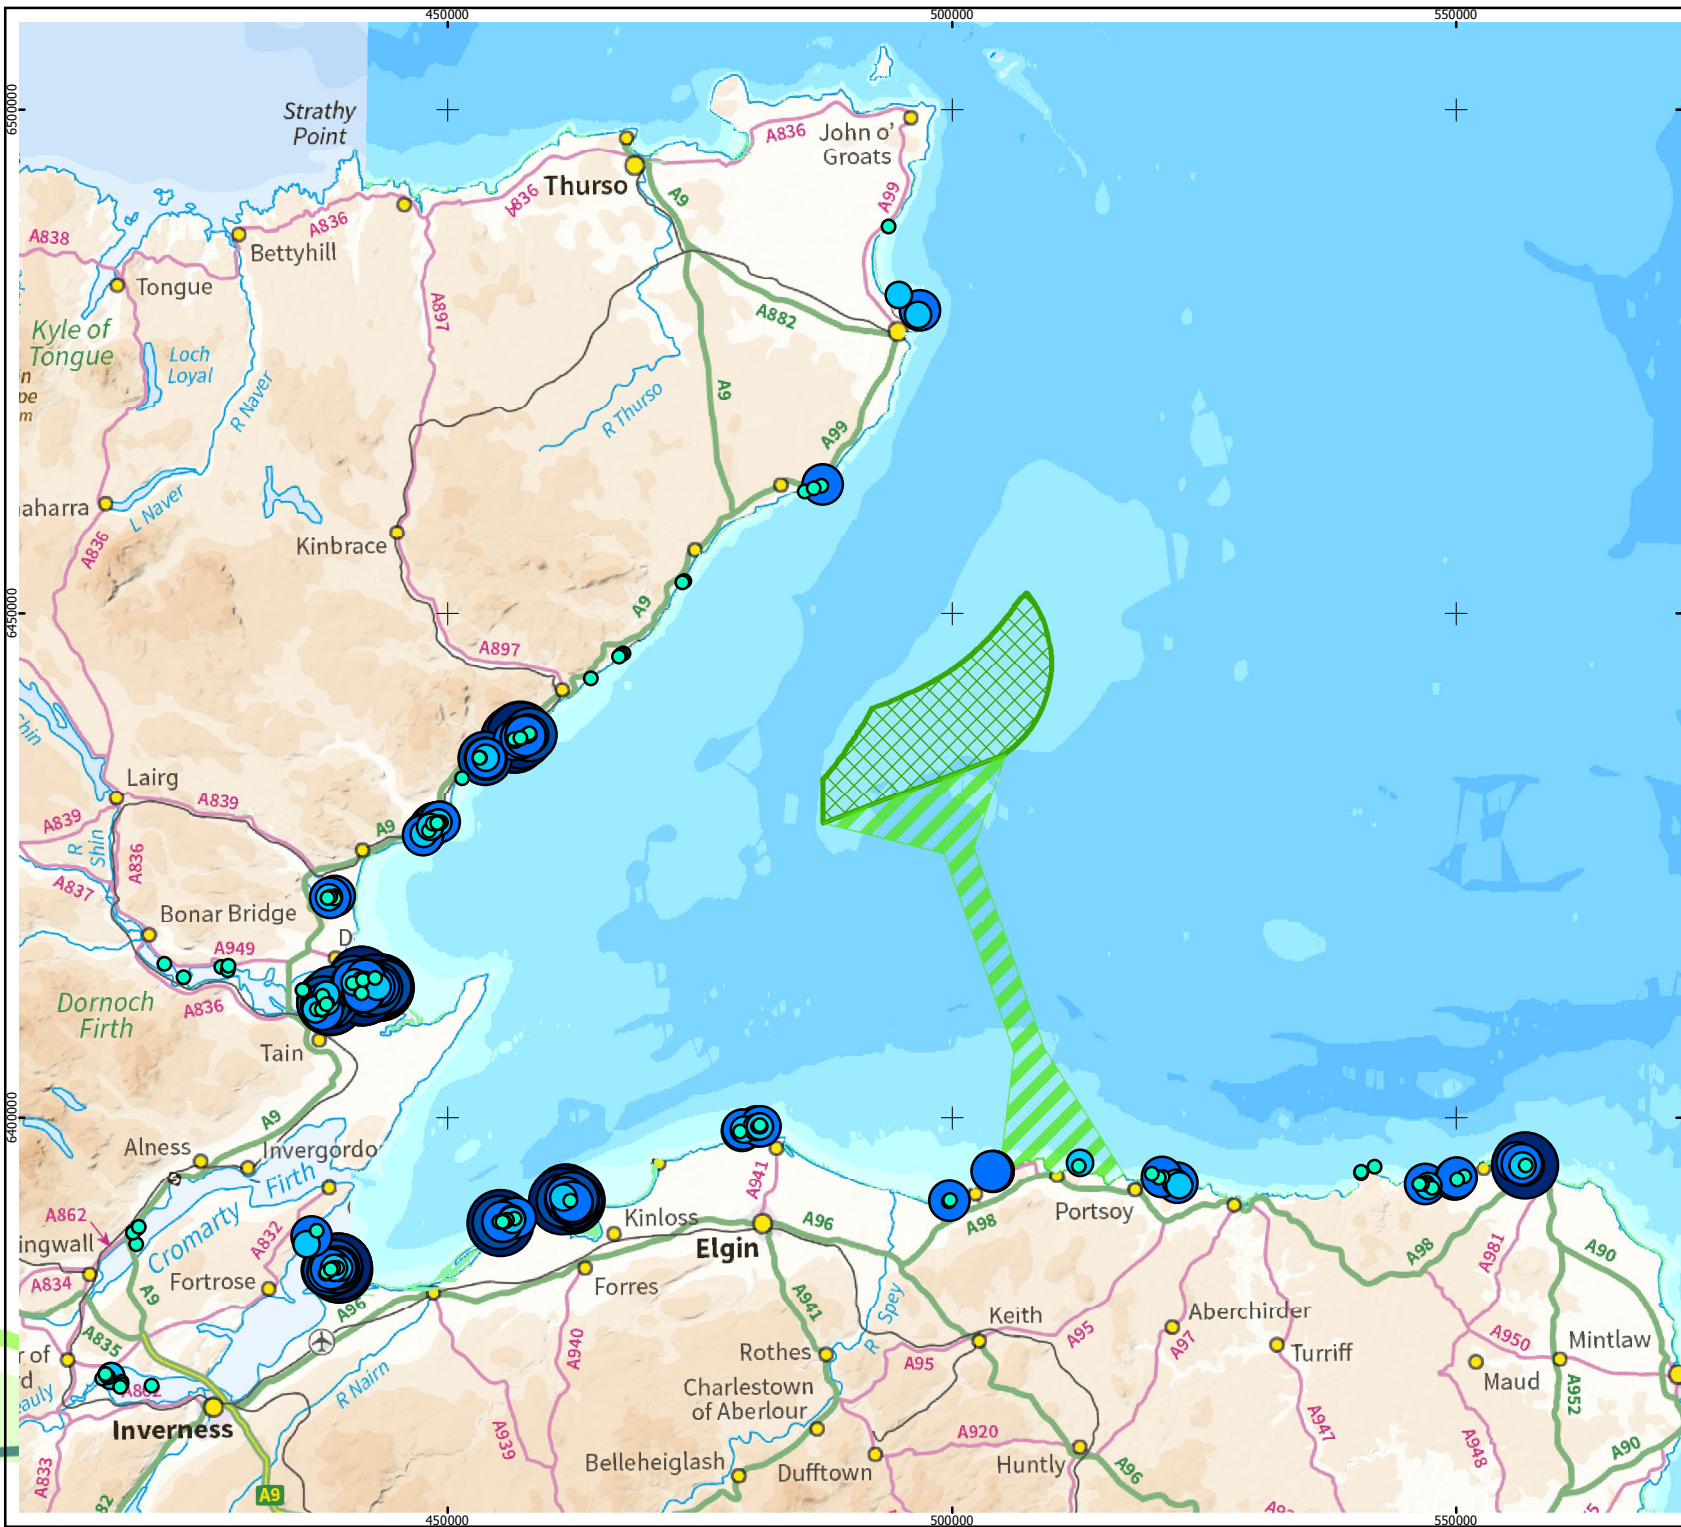 450000
500000
550000
6500000
Strathy
Point
A836
John o'
Groats
Thurso
A9
A836
A99
A836
A838
Bettyhill
Tongue
A897
A882
Kyle of
Tongue
Loch
Loyal
R Naver
R Thurso
A9
A99
aharra
L Naver
A836
Kinbrace
6450000
A9
A897
Shin
Lairg
A839
A839
R
Shin
A836
A9
A837
Bonar Bridge
D
A949
Dornoch
Firth
A836
Tain
6400000
A9
Alness
Invergordo
Firth
Cromarty
A862
ingwall
A832
A941
Kinloss
A96
Elgin
A98
Portsoy
A98
A981
A90
A834
A9
Fortrose
A96
Forres
A941
R Spey
Keith
A95
Aberchirder
A97
A835
r of
rd
A862
eauly
Inverness
R Nairn
A940
Rothes
A95
Turriff
A950
Mintlaw
Maud
Charlestown
of Aberlour
A952
A939
A920
A947
A948
A90
Belleheiglash
Dufftown
Huntly
A96
A833
82
A9
450000
500000
550000